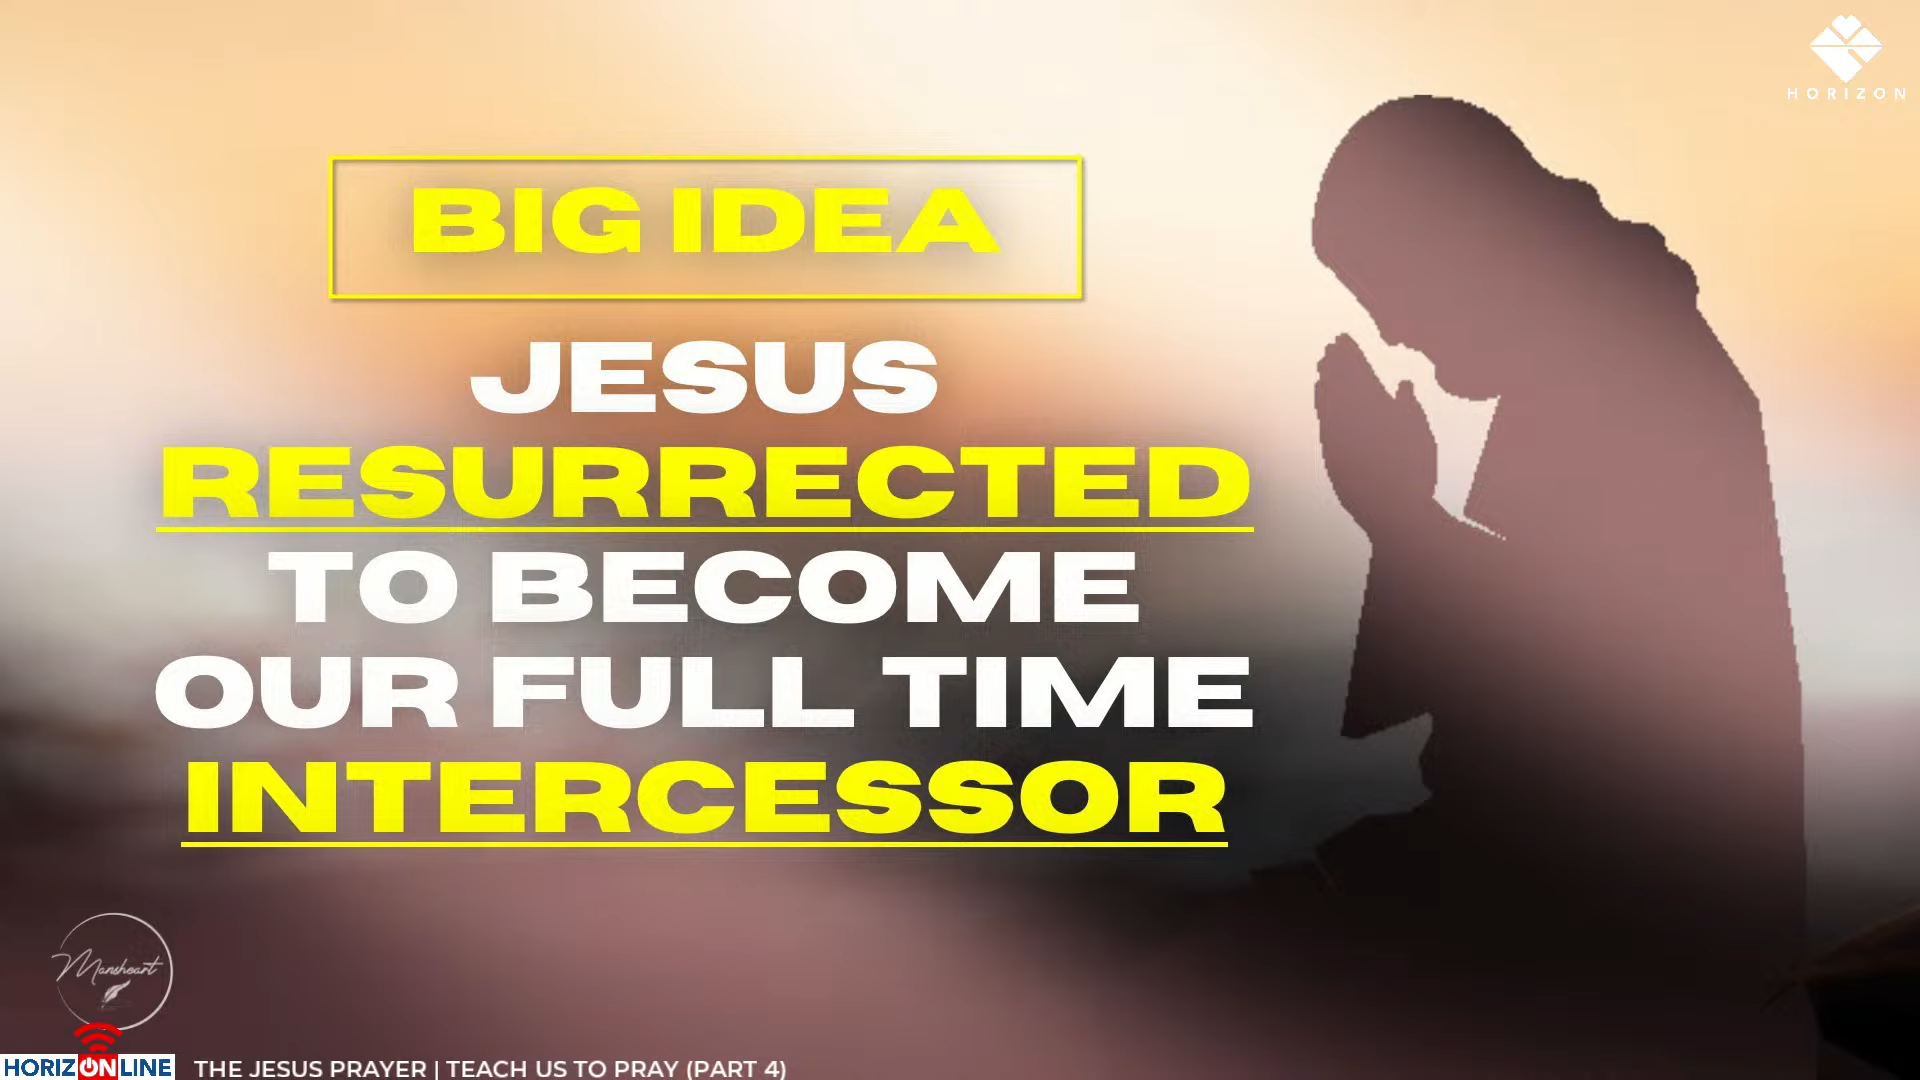 HORIZON
BIG IDEA
JESUS
RESURRECTED
TO BECOME
OUR FULL TIME
INTERCESSOR
Mansheart
HORIZONLINE
THE JESUS PRAYER | TEACH US TO PRAY (PART 4)